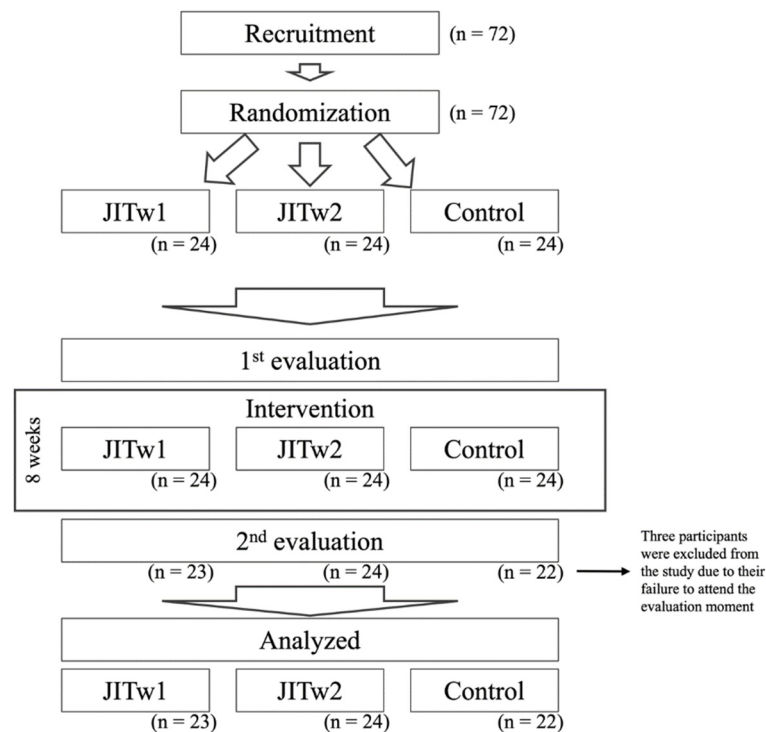 Recruitment (n = 72)
Randomization (n = 72)
JITw1 JITw2 Control
(n = 24) (n = 24) (n = 24)
1st evaluation
Intervention
8 weeks
JITw1 JITw2 Control
(n = 24) (n = 24) (n = 24)
2nd evaluation
(n = 23) (n = 24) (n = 22)
Three participants
were excluded from
the study due to their
failure to attend the
evaluation moment
Analyzed
JITw1 JITw2 Control
(n = 23) (n = 24) (n = 22)